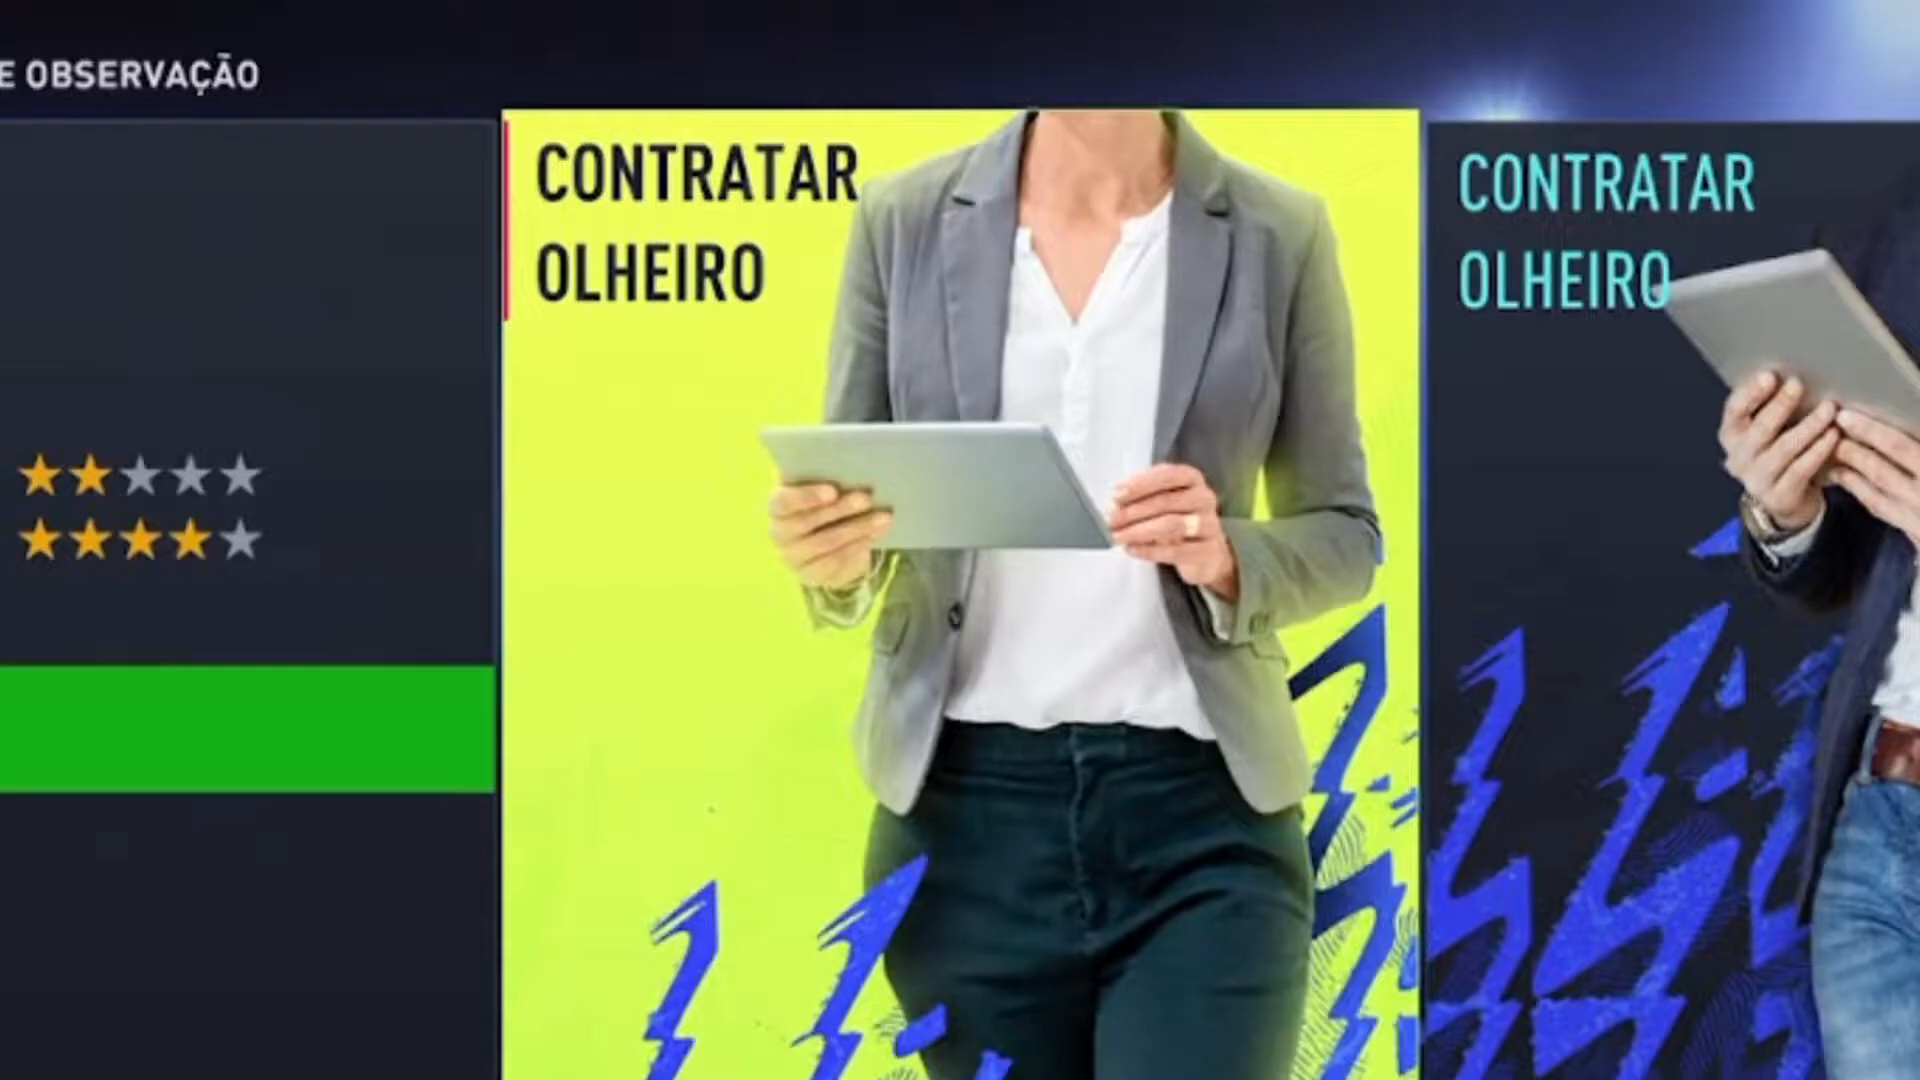 E OBSERVAÇÃO
CONTRATAR
OLHEIRO
CONTRATAR
OLHEIRO